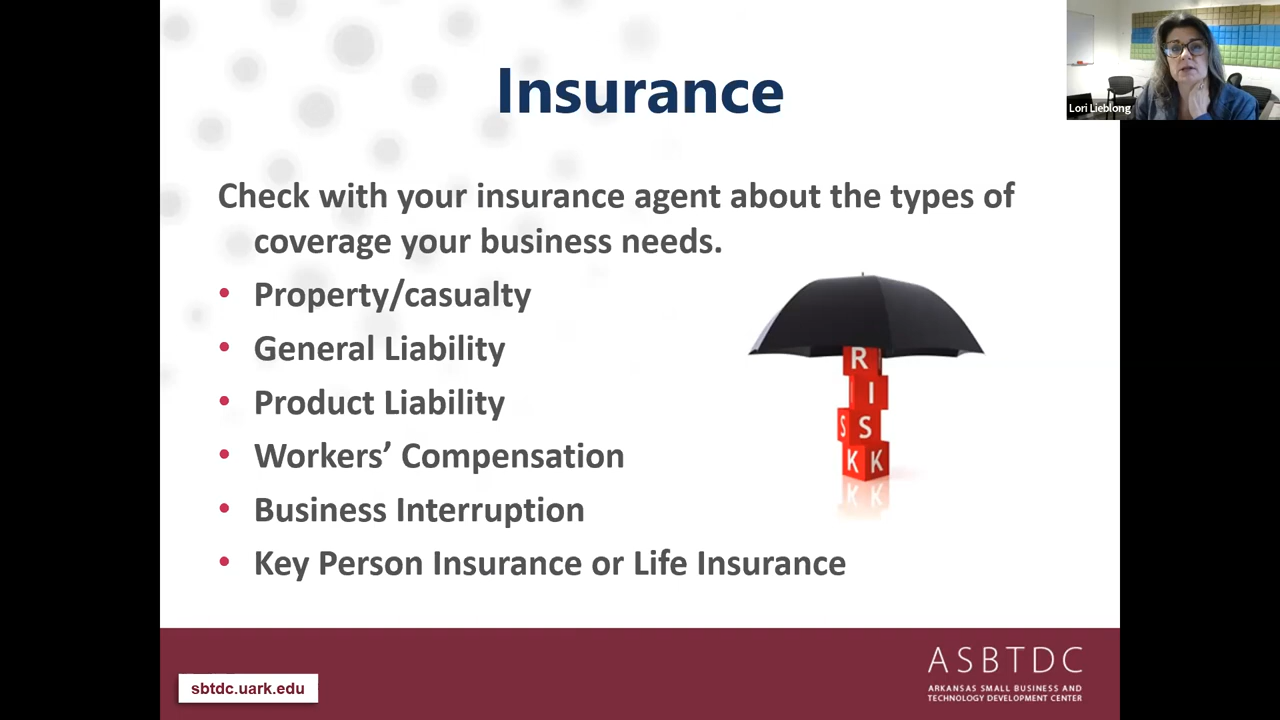 Insurance
Lori Lieblong
Check with your insurance agent about the types of
coverage your business needs.
• Property/casualty
• General Liability
• Product Liability
• Workers’ Compensation
• Business Interruption
• Key Person Insurance or Life Insurance
R
I
S S
K K
K K
sbtdc.uark.edu
ASBTDC
ARKANSAS SMALL BUSINESS AND
TECHNOLOGY DEVELOPMENT CENTER